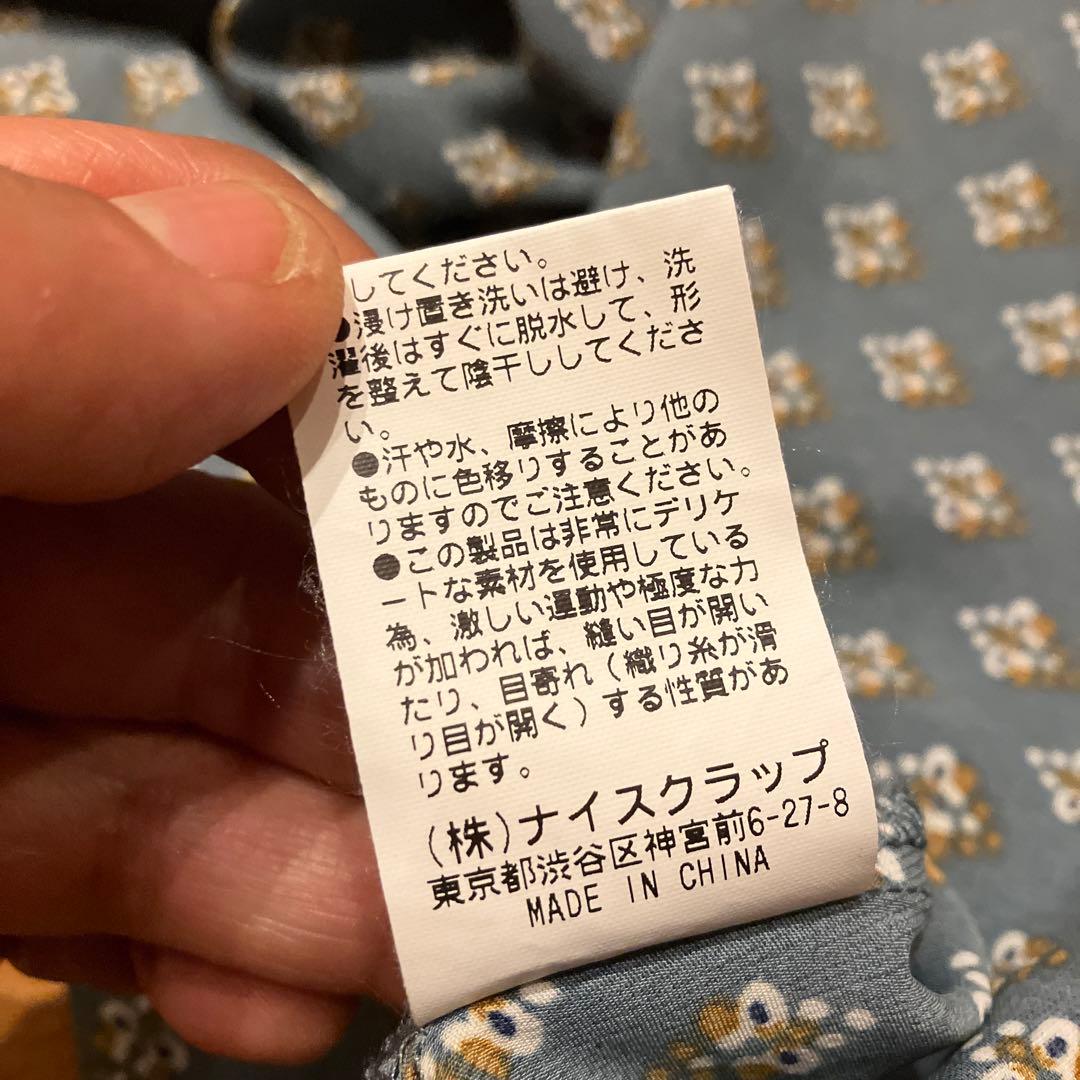 してください。
●浸け置き洗いは避け、洗
濯後はすぐに脱水して、形
を整えて陰干ししてくださ
い。
●汗や水、摩擦により他の
ものに色移りすることがあ
りますのでご注意ください。
●この製品は非常にデリケ
ートな素材を使用している
為、激しい運動や極度な力
が加われば、縫い目が開い
たり、目寄れ(織り糸が滑
り目が開く)する性質があ
ります。
(株)ナイスクラップ
東京都渋谷区神宮前6-27-8
MADE IN CHINA